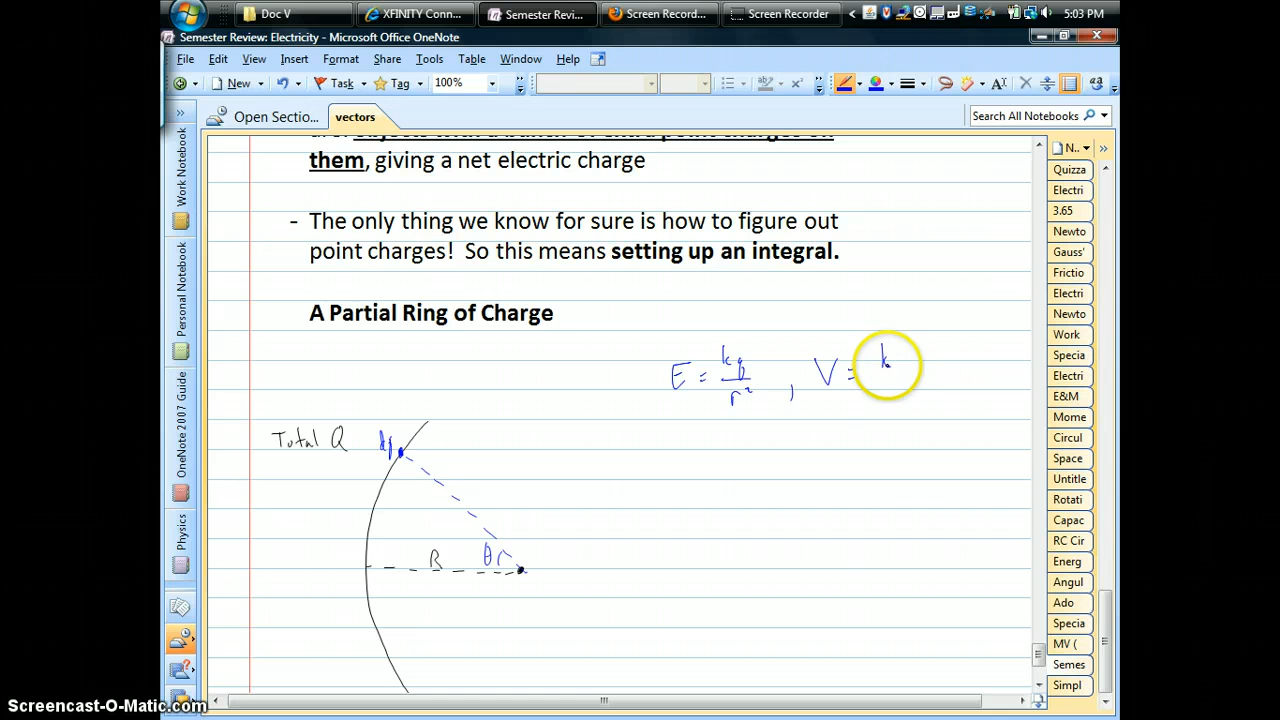 Doc V
XFINITY Conn...
Semester Revi...
Screen Record...
Screen Recorder
5:03 PM
Semester Review: Electricity - Microsoft Office OneNote
File Edit View Insert Format Share Tools Table Window Help
New Task Tag 100%
Open Sectio...
vectors
Search All Notebooks
Work Notebook
Personal Notebook
OneNote 2007 Guide
Physics
them, giving a net electric charge
- The only thing we know for sure is how to figure out
point charges! So this means setting up an integral.
A Partial Ring of Charge
E = kq/r² , V = k
Total Q dq
R θ
N..
Quizza
Electri
3.65
Newto
Gauss'
Frictio
Electri
Newto
Work
Specia
Electri
E&M
Mome
Circul
Space
Untitle
Rotati
Capac
RC Cir
Energ
Angul
Ado
Specia
MV (
Semes
Simpl
Screencast-O-Matic.com